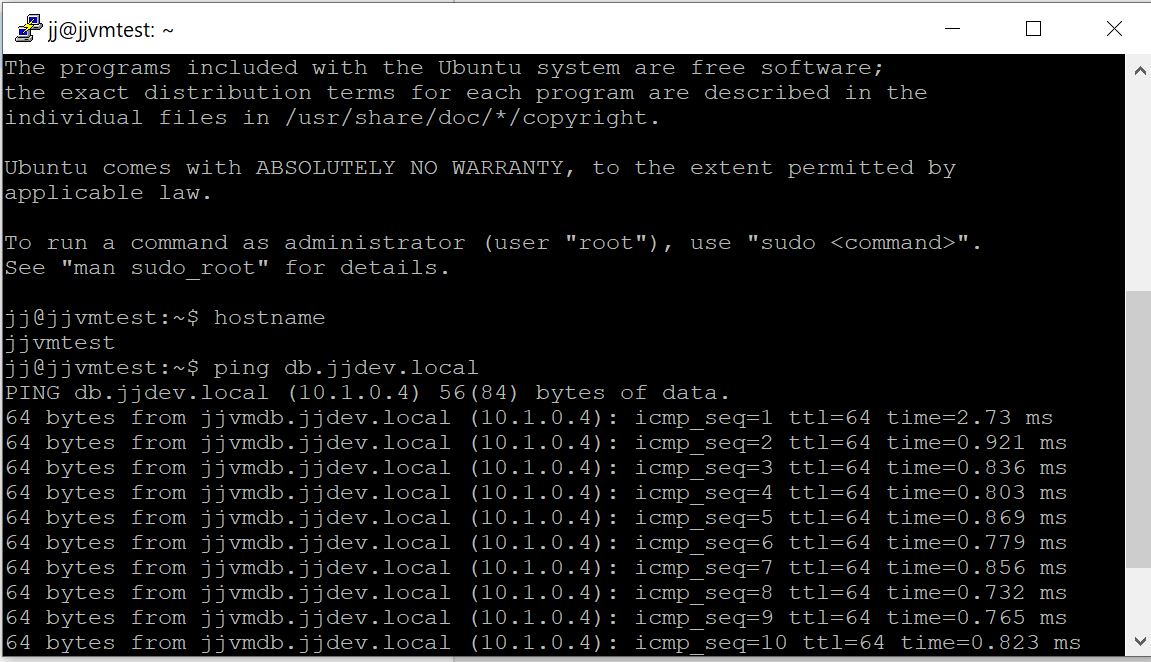 jj@jjvmtest: ~
The programs included with the Ubuntu system are free software;
the exact distribution terms for each program are described in the
individual files in /usr/share/doc/*/copyright.
Ubuntu comes with ABSOLUTELY NO WARRANTY, to the extent permitted by
applicable law.
To run a command as administrator (user "root"), use "sudo <command>".
See "man sudo_root" for details.
jj@jjvmtest:~$ hostname
jjvmtest
jj@jjvmtest:~$ ping db.jjdev.local
PING db.jjdev.local (10.1.0.4) 56(84) bytes of data.
64 bytes from jjvmdb.jjdev.local (10.1.0.4): icmp_seq=1 ttl=64 time=2.73 ms
64 bytes from jjvmdb.jjdev.local (10.1.0.4): icmp_seq=2 ttl=64 time=0.921 ms
64 bytes from jjvmdb.jjdev.local (10.1.0.4): icmp_seq=3 ttl=64 time=0.836 ms
64 bytes from jjvmdb.jjdev.local (10.1.0.4): icmp_seq=4 ttl=64 time=0.803 ms
64 bytes from jjvmdb.jjdev.local (10.1.0.4): icmp_seq=5 ttl=64 time=0.869 ms
64 bytes from jjvmdb.jjdev.local (10.1.0.4): icmp_seq=6 ttl=64 time=0.779 ms
64 bytes from jjvmdb.jjdev.local (10.1.0.4): icmp_seq=7 ttl=64 time=0.856 ms
64 bytes from jjvmdb.jjdev.local (10.1.0.4): icmp_seq=8 ttl=64 time=0.732 ms
64 bytes from jjvmdb.jjdev.local (10.1.0.4): icmp_seq=9 ttl=64 time=0.765 ms
64 bytes from jjvmdb.jjdev.local (10.1.0.4): icmp_seq=10 ttl=64 time=0.823 ms